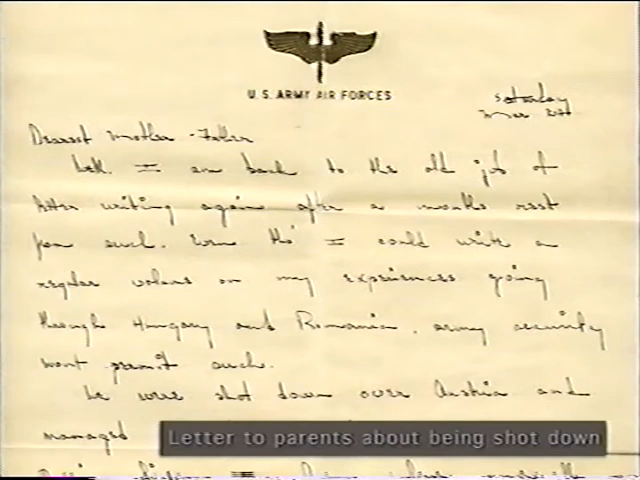 U.S. ARMY AIR FORCES
Saturday
Mar
Dearest Mother - Father
Well, I am back to the old job of
letter writing again after a months rest
from such. Even tho' I could write a
regular volume on my experiences going
through Hungary and Romania, army security
wont permit such.
We were shot down over Austria and
managed
Letter to parents about being shot down